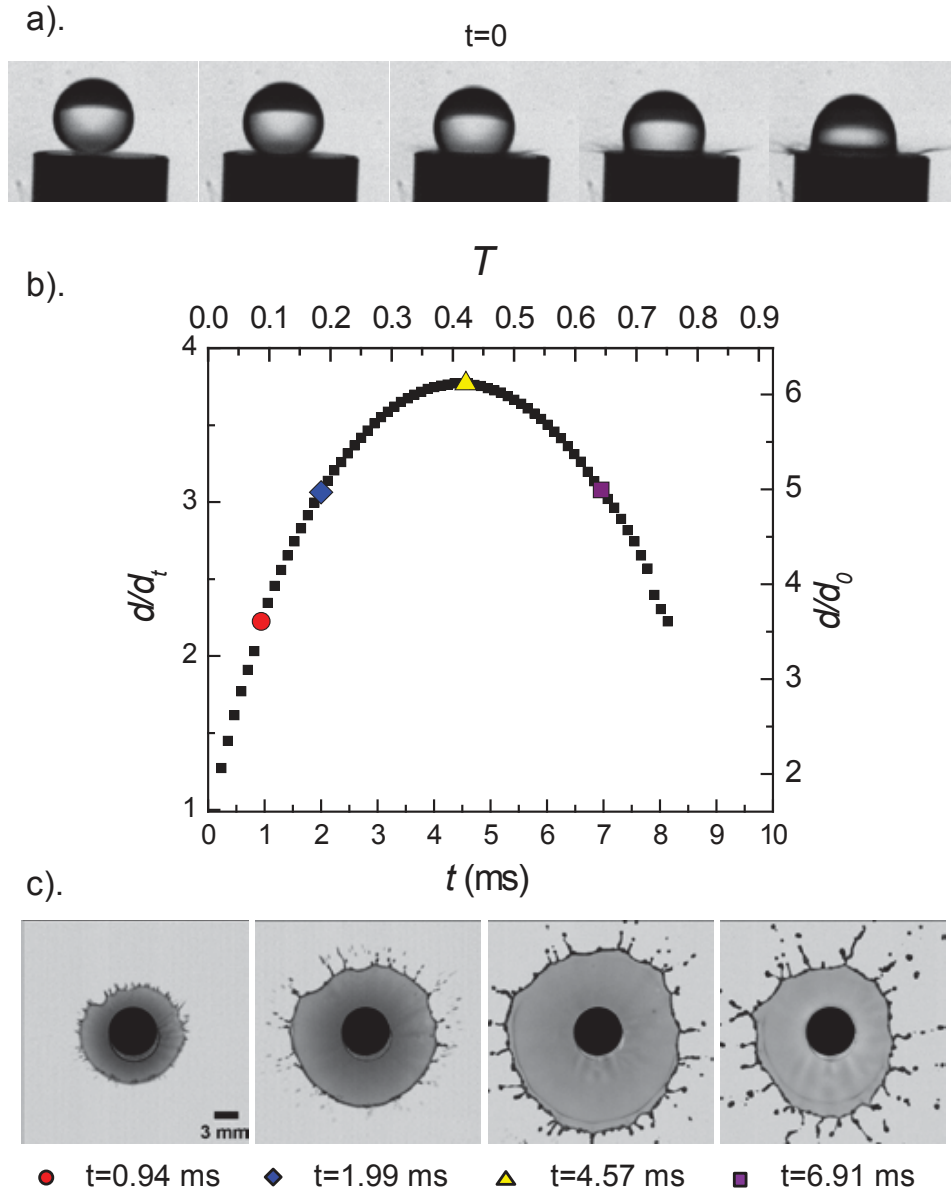 a).
t=0
T
b).
0.0 0.1 0.2 0.3 0.4 0.5 0.6 0.7 0.8 0.9
4
6
5
3
d/dₜ
4
d/d₀
2
3
2
1
0 1 2 3 4 5 6 7 8 9 10
t (ms)
c).
3 mm
t=0.94 ms t=1.99 ms t=4.57 ms t=6.91 ms